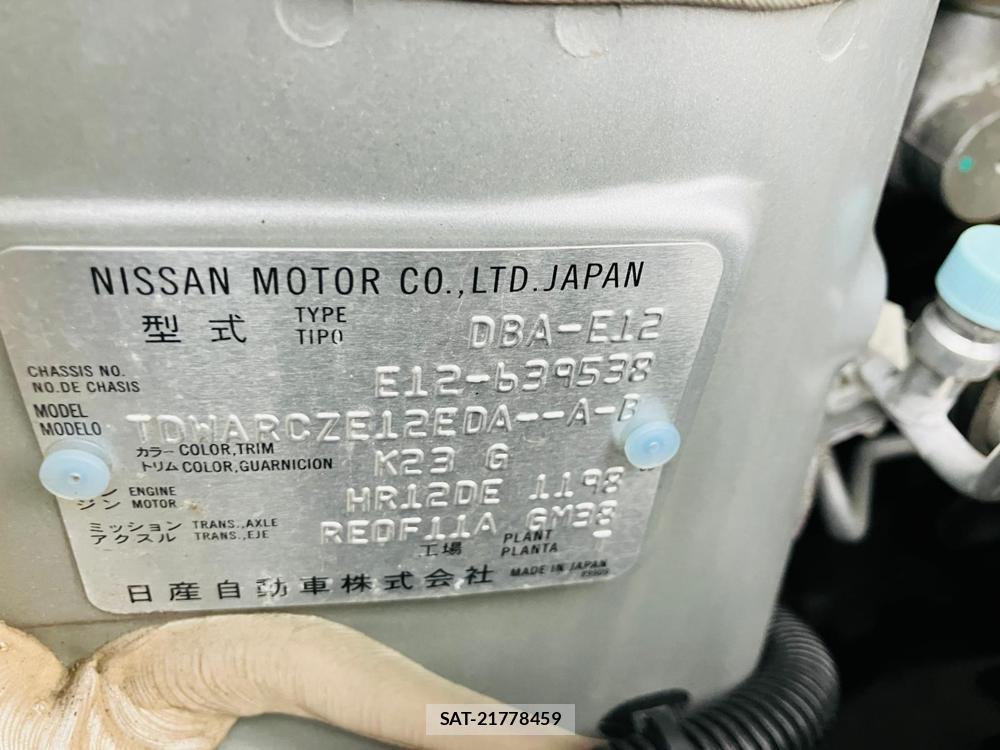 NISSAN MOTOR CO.,LTD.JAPAN
型 式 TYPE TIPO DBA-E12
CHASSIS NO.
NO.DE CHASIS E12-639538
MODEL
MODELO TDWARCZE12EDA--A-B
カラー COLOR,TRIM
トリム COLOR,GUARNICION K23 G
ENGINE
ジン MOTOR HR12DE 1198
ミッション TRANS.,AXLE
アクスル TRANS.,EJE RE0F11A GM38
工場 PLANT
PLANTA
日産自動車株式会社 MADE IN JAPAN
SAT-21778459